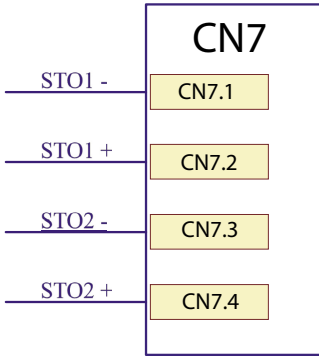 CN7
STO1 - CN7.1
STO1 + CN7.2
STO2 - CN7.3
STO2 + CN7.4